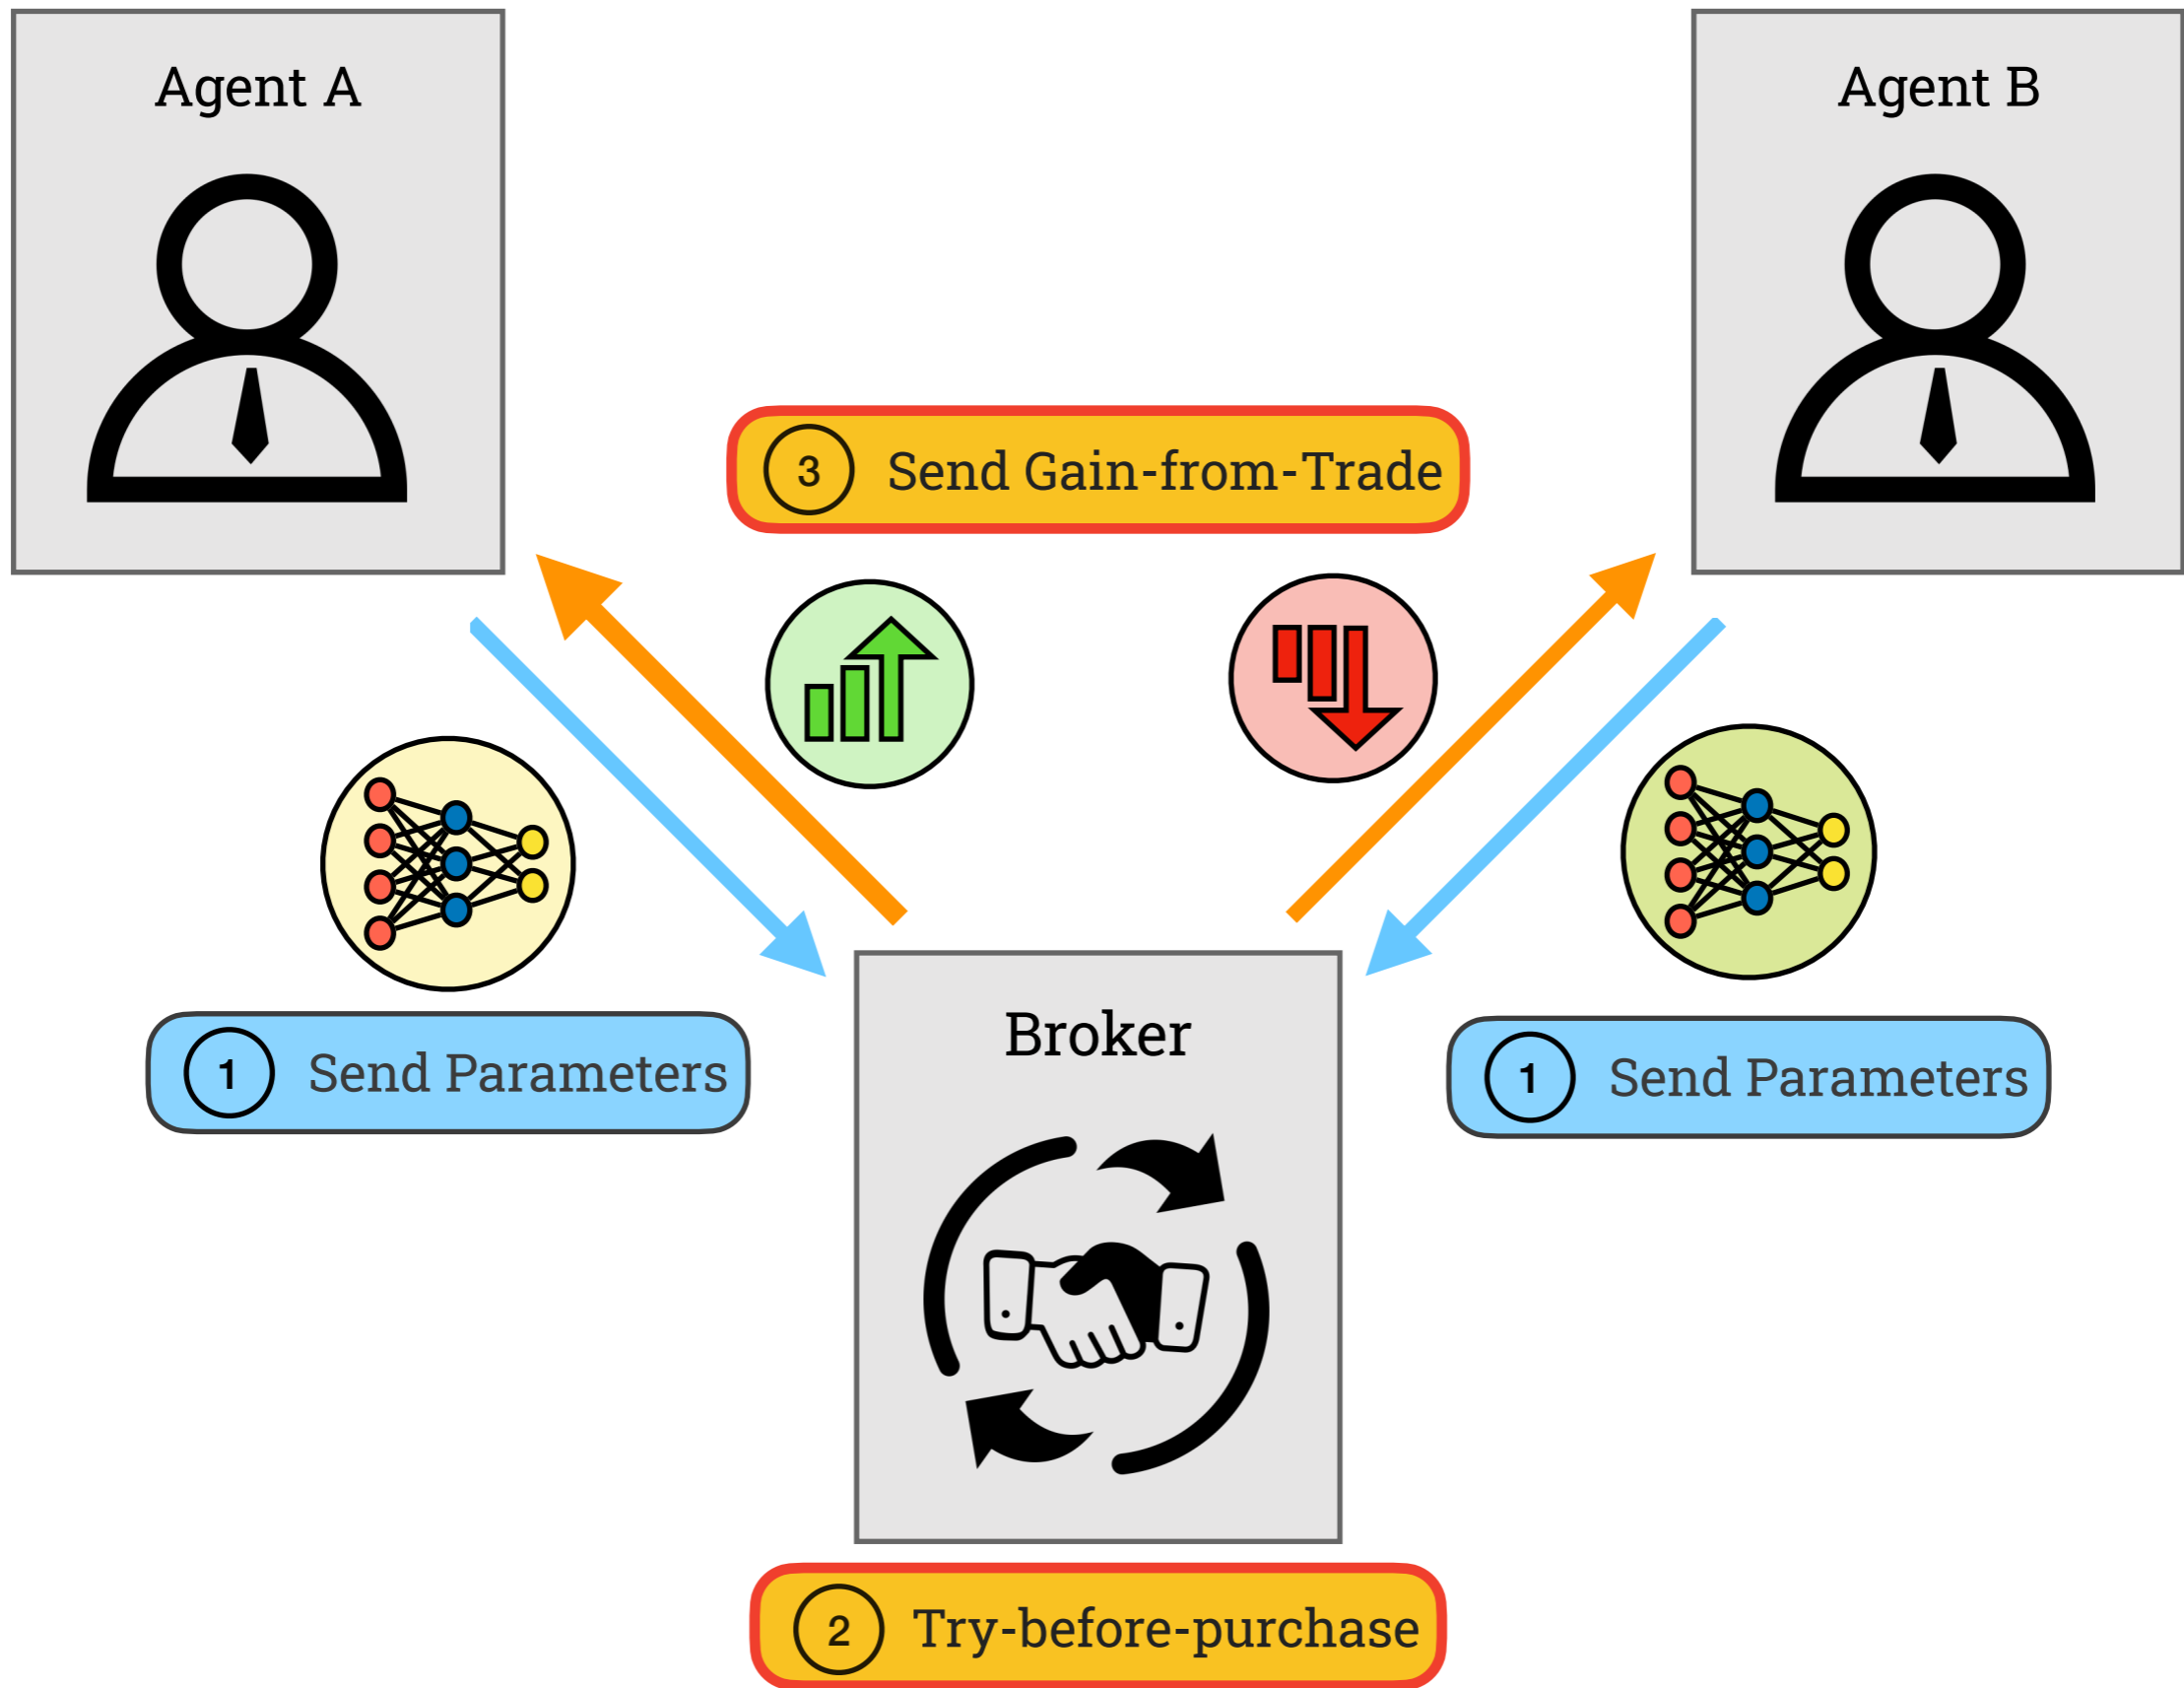 Agent A
Agent B
3 Send Gain-from-Trade
1 Send Parameters
Broker
1 Send Parameters
2 Try-before-purchase